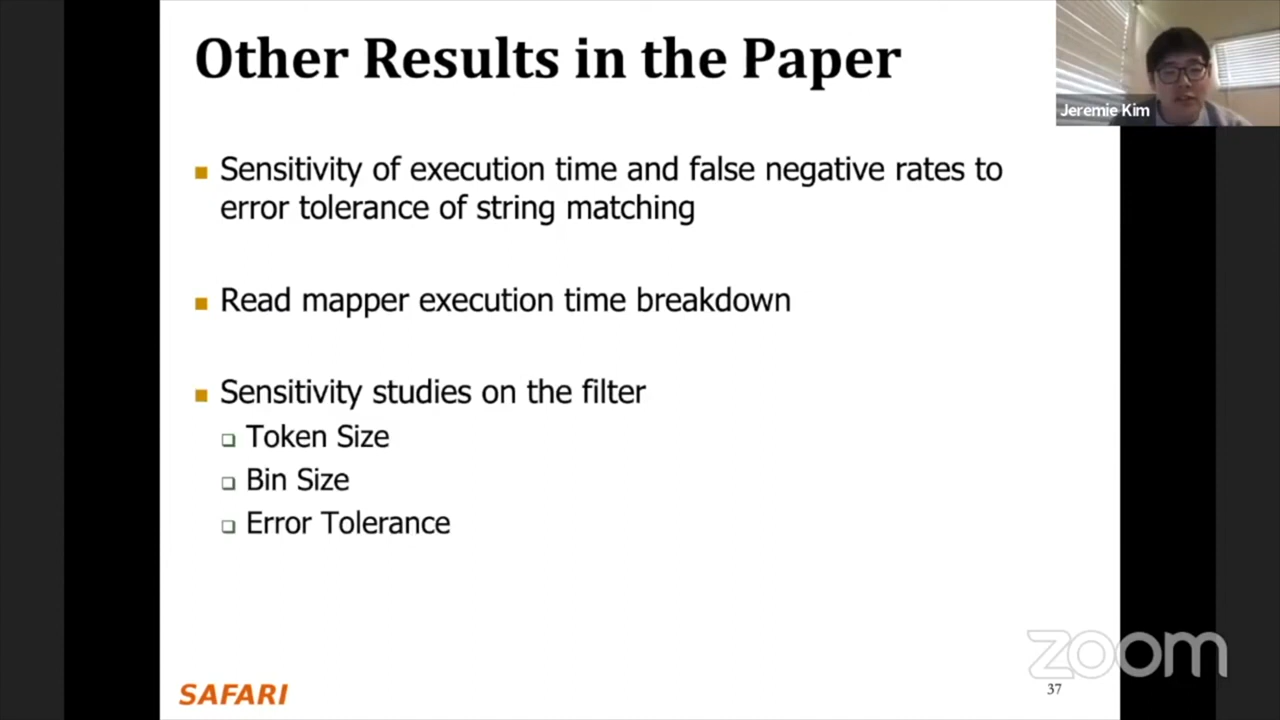 Other Results in the Paper
Jeremie Kim
Sensitivity of execution time and false negative rates to
error tolerance of string matching
Read mapper execution time breakdown
Sensitivity studies on the filter
Token Size
Bin Size
Error Tolerance
zoom
SAFARI
37